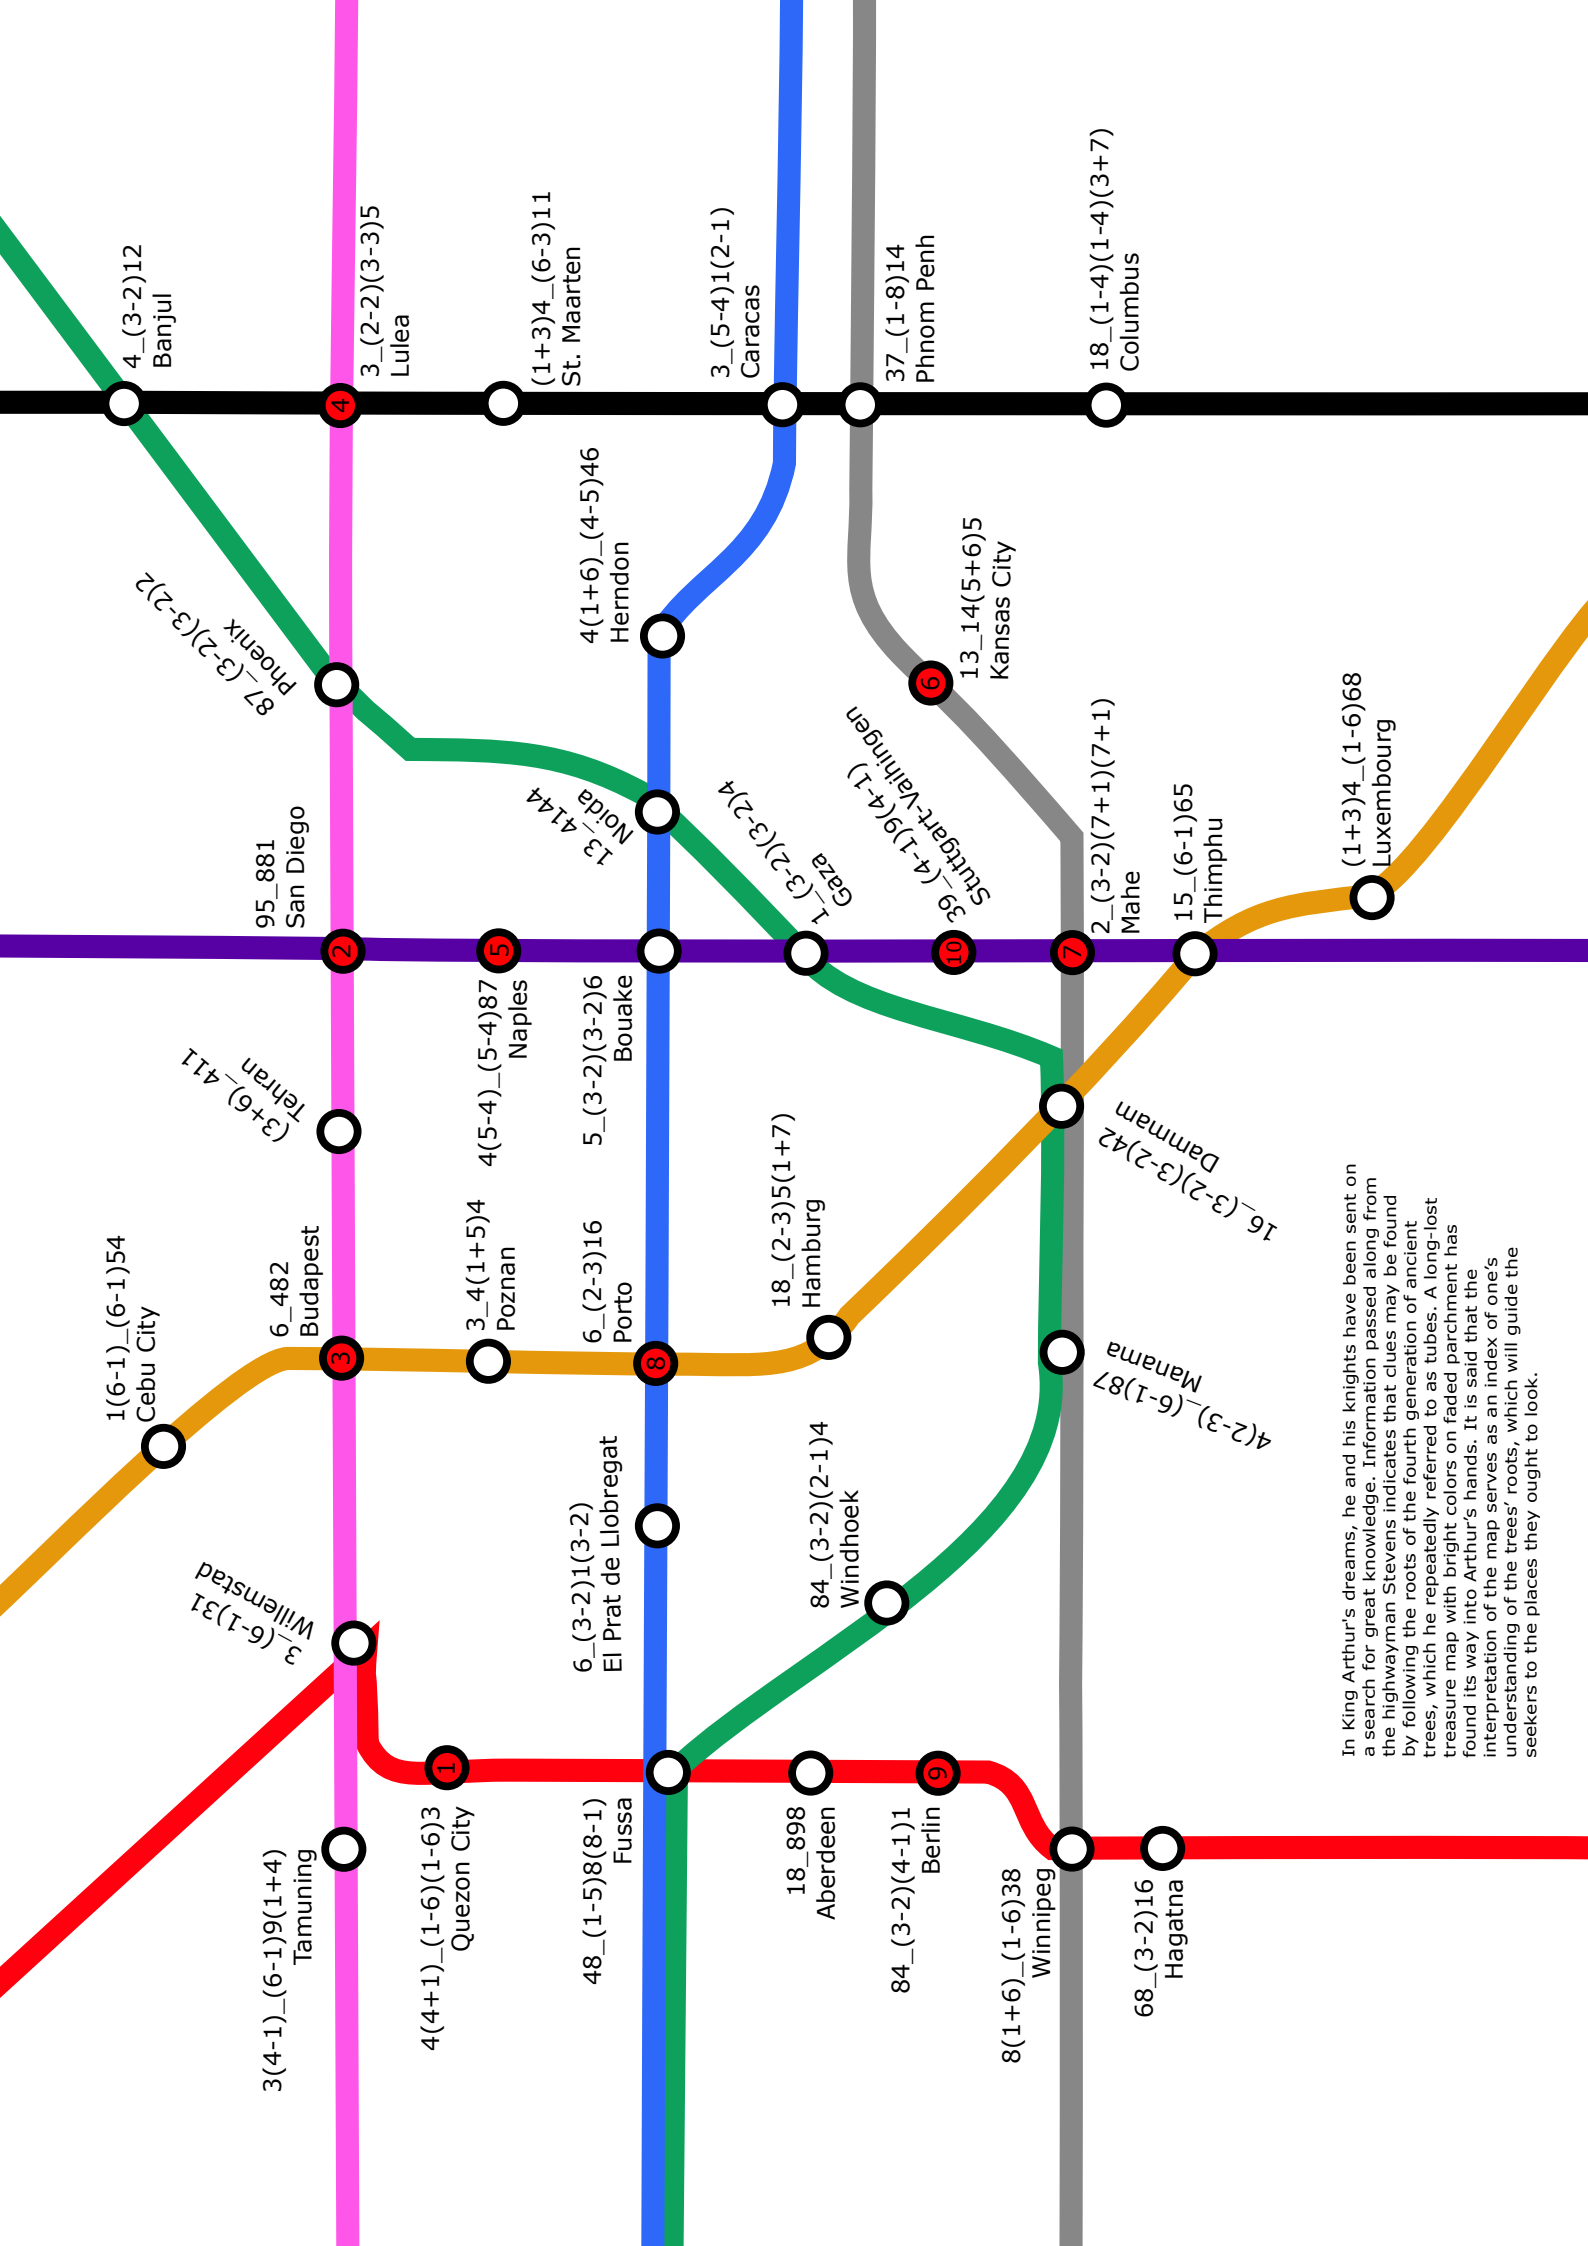 4_(3-2)12
Banjul
4
3_(2-2)(3-3)5
Lulea
(1+3)4_(6-3)11
St. Maarten
3_(5-4)1(2-1)
Caracas
37_(1-8)14
Phnom Penh
18_(1-4)(1-4)(3+7)
Columbus
87_(3-2)(3-2)2
Phoenix
4(1+6)_(4-5)46
Herndon
6
13_14(5+6)5
Kansas City
13_4144
Noida
95_881
San Diego
2
5
4(5-4)_(5-4)87
Naples
5_(3-2)(3-2)6
Bouake
1_(3-2)(3-2)4
Gaza
39_(4-1)9(4-1)
Stuttgart-Vaihingen
10
7
2_(3-2)(7+1)(7+1)
Mahe
15_(6-1)65
Thimphu
(1+3)4_(1-6)68
Luxembourg
(3+6)_411
Tehran
Dammam
16_(3-2)(3-2)42
1(6-1)_(6-1)54
Cebu City
6_482
Budapest
3
3_4(1+5)4
Poznan
6_(2-3)16
Porto
8
18_(2-3)5(1+7)
Hamburg
Manama
4(2-3)_(6-1)87
Willemstad
3_(6-1)31
6_(3-2)1(3-2)
El Prat de Llobregat
84_(3-2)(2-1)4
Windhoek
3(4-1)_(6-1)9(1+4)
Tamuning
1
4(4+1)_(1-6)(1-6)3
Quezon City
48_(1-5)8(8-1)
Fussa
18_898
Aberdeen
9
84_(3-2)(4-1)1
Berlin
8(1+6)_(1-6)38
Winnipeg
68_(3-2)16
Hagatna
In King Arthur's dreams, he and his knights have been sent on
a search for great knowledge. Information passed along from
the highwayman Stevens indicates that clues may be found
by following the roots of the fourth generation of ancient
trees, which he repeatedly referred to as tubes. A long-lost
treasure map with bright colors on faded parchment has
found its way into Arthur's hands. It is said that the
interpretation of the map serves as an index of one's
understanding of the trees' roots, which will guide the
seekers to the places they ought to look.